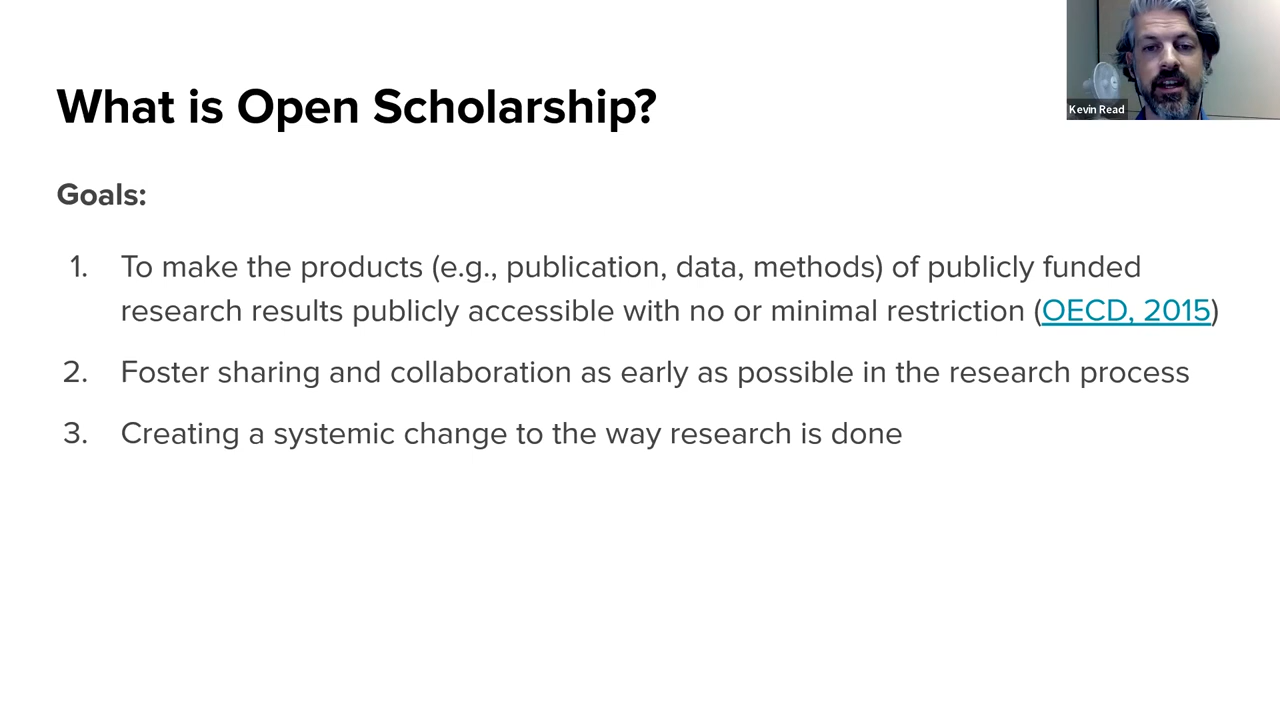 What is Open Scholarship?
Kevin Read
Goals:
1. To make the products (e.g., publication, data, methods) of publicly funded
research results publicly accessible with no or minimal restriction (OECD, 2015)
2. Foster sharing and collaboration as early as possible in the research process
3. Creating a systemic change to the way research is done